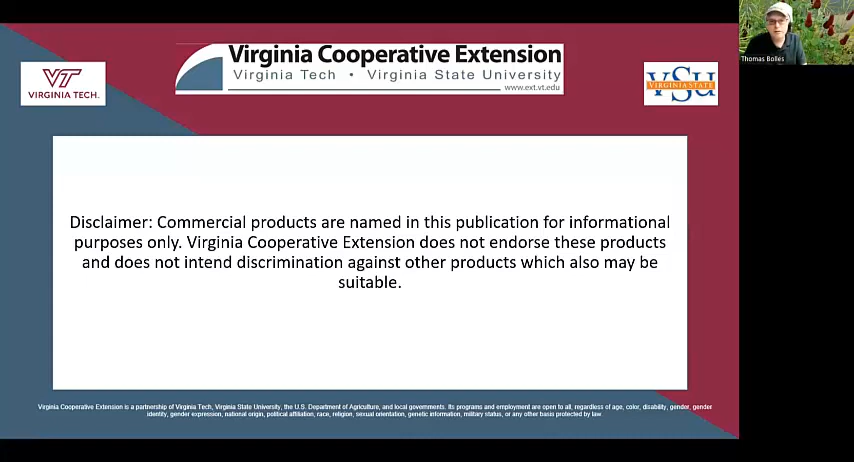 Virginia Cooperative Extension
Virginia Tech • Virginia State University
www.ext.vt.edu
VT
VIRGINIA TECH.
VSU
VIRGINIA STATE
Thomas Bolles
Disclaimer: Commercial products are named in this publication for informational
purposes only. Virginia Cooperative Extension does not endorse these products
and does not intend discrimination against other products which also may be
suitable.
Virginia Cooperative Extension is a partnership of Virginia Tech, Virginia State University, the U.S. Department of Agriculture, and local governments. Its programs and employment are open to all, regardless of age, color, disability, gender, gender
identity, gender expression, national origin, political affiliation, race, religion, sexual orientation, genetic information, military status, or any other basis protected by law